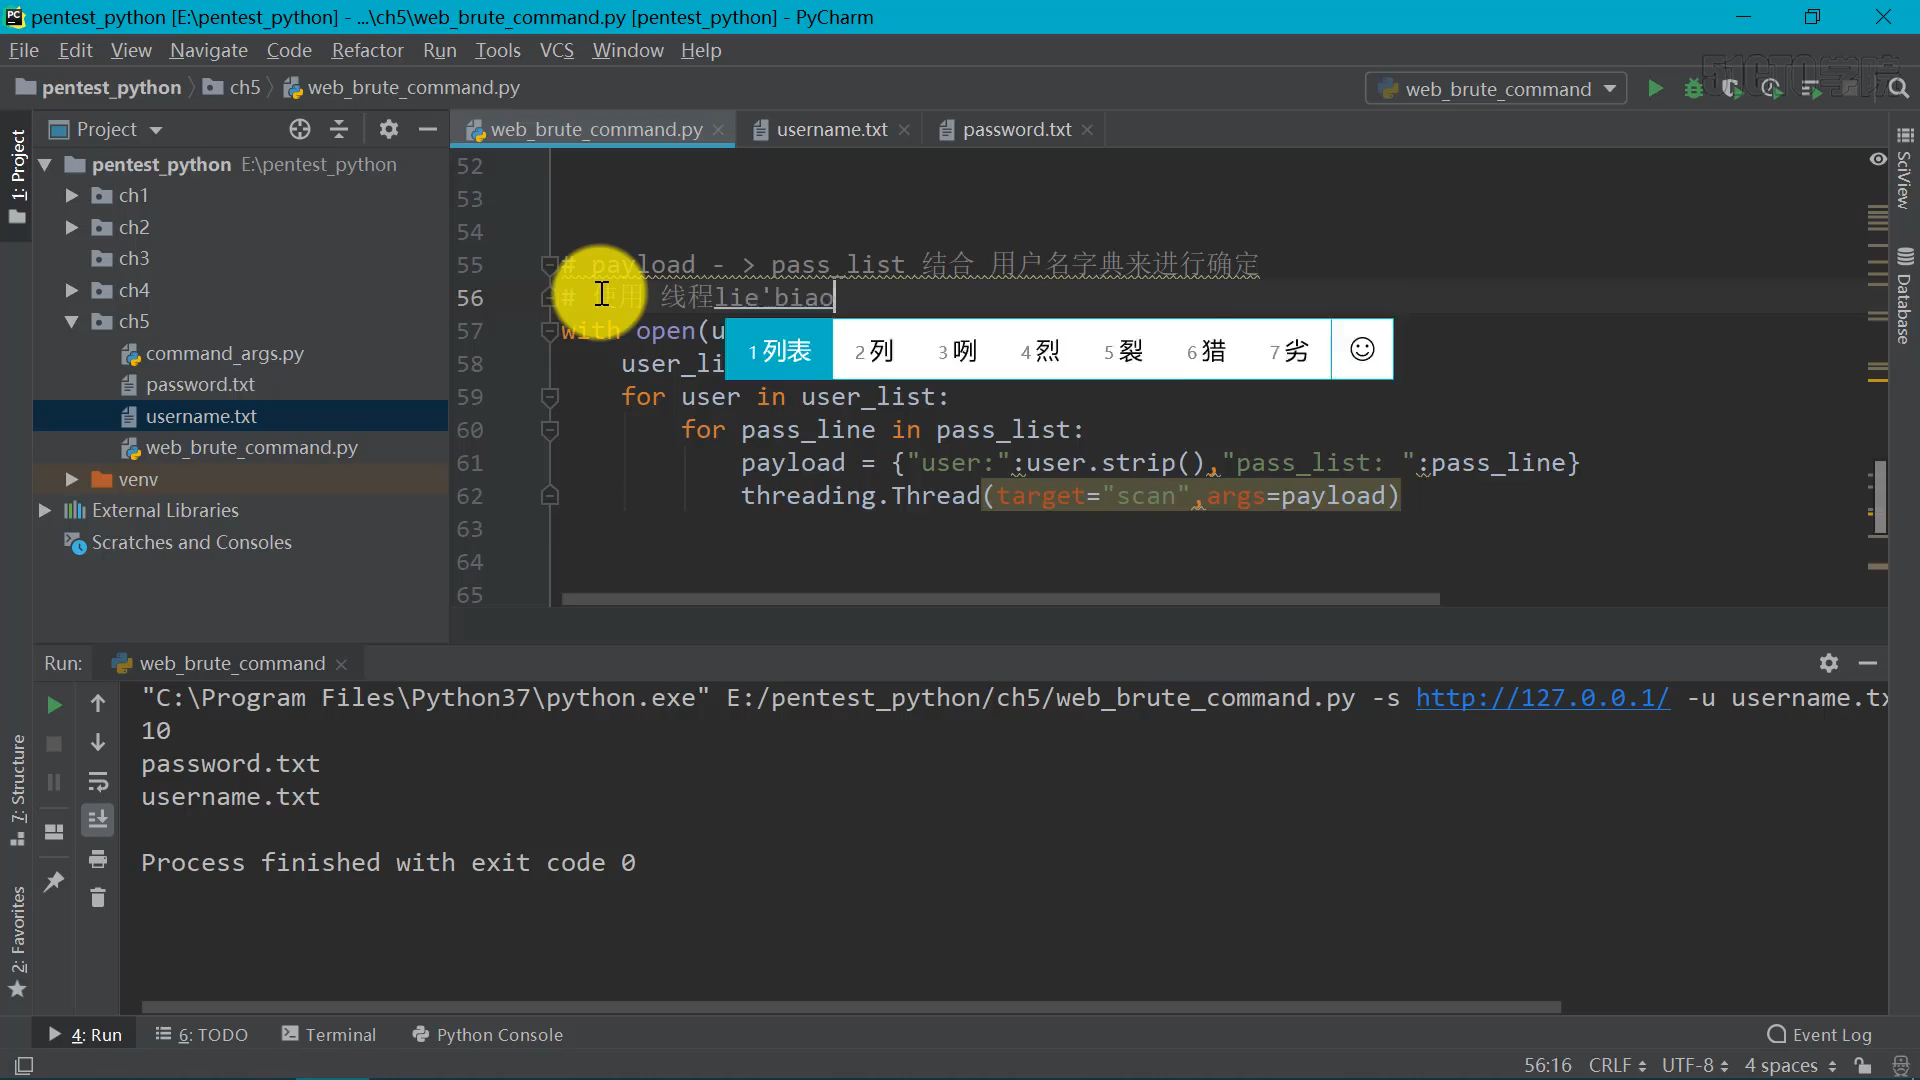 pentest_python [E:\pentest_python] - ...\ch5\web_brute_command.py [pentest_python] - PyCharm
File Edit View Navigate Code Refactor Run Tools VCS Window Help
51CTO学院
pentest_python ch5 web_brute_command.py web_brute_command
Project web_brute_command.py username.txt password.txt
1: Project
pentest_python E:\pentest_python
ch1
ch2
ch3
ch4
ch5
command_args.py
password.txt
username.txt
web_brute_command.py
venv
External Libraries
Scratches and Consoles
52
53
54
55 # payload - > pass_list 结合 用户名字典来进行确定
56 # 使用 线程lie'biao
57 with open(u
58 user_li
1 列表 2 列 3 咧 4 烈 5 裂 6 猎 7 劣
59 for user in user_list:
60 for pass_line in pass_list:
61 payload = {"user:":user.strip(),"pass_list: ":pass_line}
62 threading.Thread(target="scan",args=payload)
63
64
65
SciView
Database
Run: web_brute_command
"C:\Program Files\Python37\python.exe" E:/pentest_python/ch5/web_brute_command.py -s http://127.0.0.1/ -u username.tx
10
password.txt
username.txt
Process finished with exit code 0
7: Structure
2: Favorites
4: Run 6: TODO Terminal Python Console Event Log
56:16 CRLF UTF-8 4 spaces